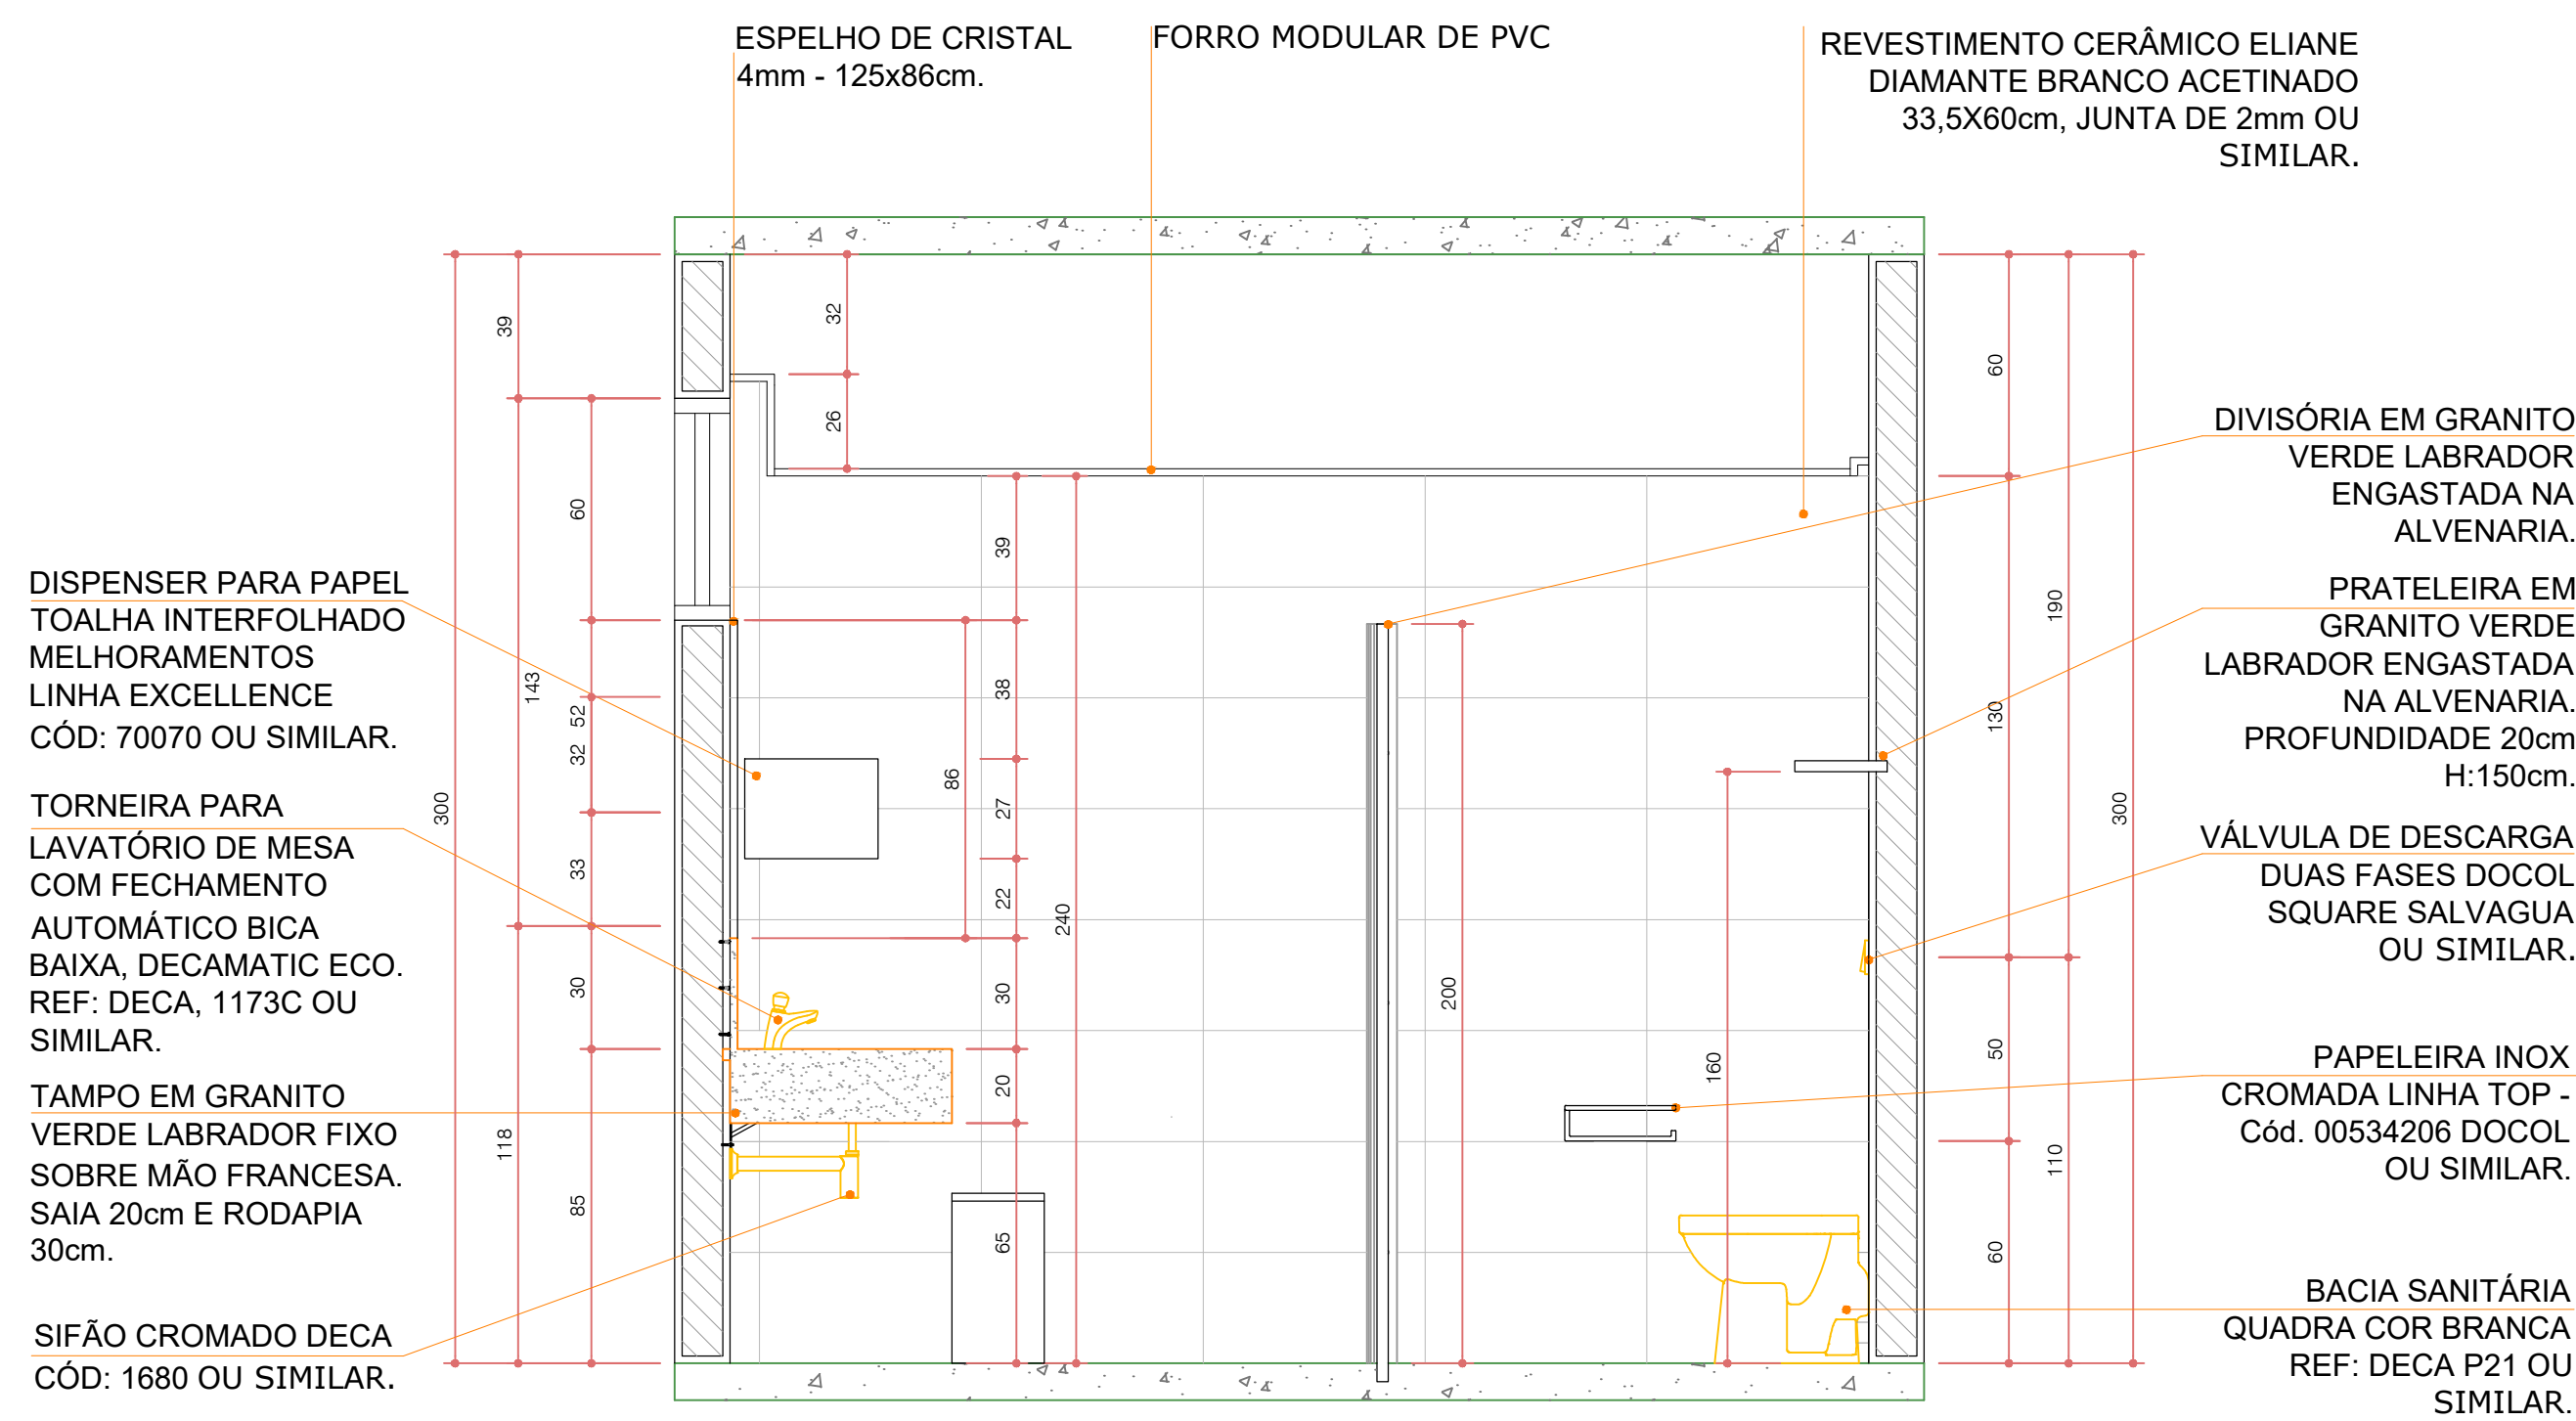 ESPELHO DE CRISTAL
4mm - 125x86cm.
FORRO MODULAR DE PVC
REVESTIMENTO CERÂMICO ELIANE
DIAMANTE BRANCO ACETINADO
33,5X60cm, JUNTA DE 2mm OU
SIMILAR.
DISPENSER PARA PAPEL
TOALHA INTERFOLHADO
MELHORAMENTOS
LINHA EXCELLENCE
CÓD: 70070 OU SIMILAR.
TORNEIRA PARA
LAVATÓRIO DE MESA
COM FECHAMENTO
AUTOMÁTICO BICA
BAIXA, DECAMATIC ECO.
REF: DECA, 1173C OU
SIMILAR.
TAMPO EM GRANITO
VERDE LABRADOR FIXO
SOBRE MÃO FRANCESA.
SAIA 20cm E RODAPIA
30cm.
SIFÃO CROMADO DECA
CÓD: 1680 OU SIMILAR.
300
39
143
118
60
52
32
33
30
85
32
26
86
39
38
27
22
30
20
65
240
200
160
60
130
50
60
190
110
300
DIVISÓRIA EM GRANITO
VERDE LABRADOR
ENGASTADA NA
ALVENARIA.
PRATELEIRA EM
GRANITO VERDE
LABRADOR ENGASTADA
NA ALVENARIA.
PROFUNDIDADE 20cm
H:150cm.
VÁLVULA DE DESCARGA
DUAS FASES DOCOL
SQUARE SALVAGUA
OU SIMILAR.
PAPELEIRA INOX
CROMADA LINHA TOP -
Cód. 00534206 DOCOL
OU SIMILAR.
BACIA SANITÁRIA
QUADRA COR BRANCA
REF: DECA P21 OU
SIMILAR.